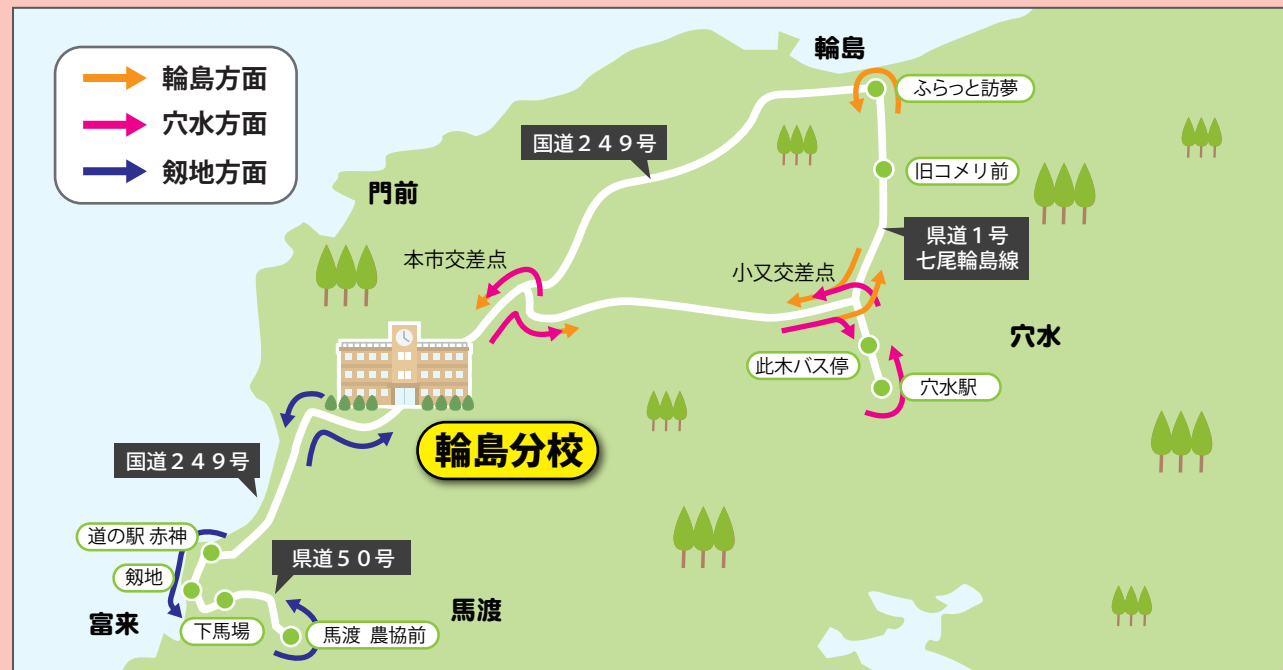 輪島
輪島方面
ふらっと訪夢
穴水方面
国道２４９号
剱地方面
旧コメリ前
門前
県道１号
七尾輪島線
本市交差点
小又交差点
穴水
此木バス停
穴水駅
輪島分校
国道２４９号
道の駅 赤神
県道５０号
剱地
富来
下馬場
馬渡 農協前
馬渡